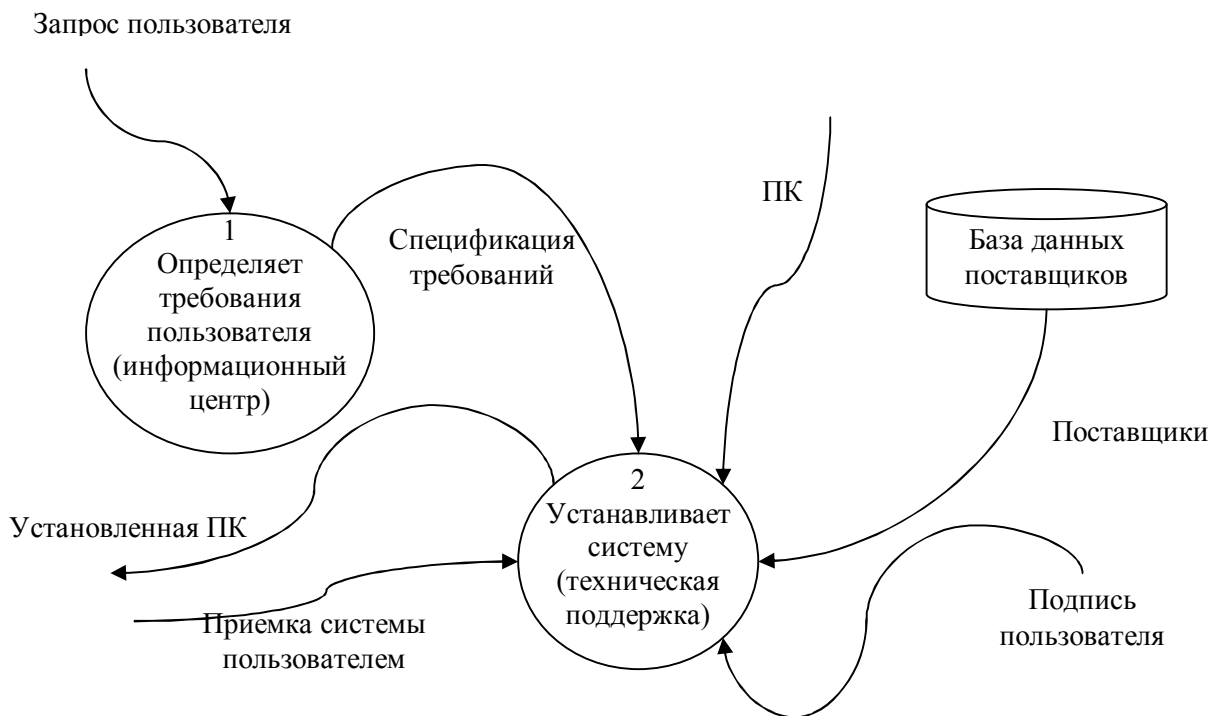 Запрос пользователя
1
Определяет
требования
пользователя
(информационный
центр)
Спецификация
требований
ПК
База данных
поставщиков
Поставщики
2
Устанавливает
систему
(техническая
поддержка)
Установленная ПК
Приемка системы
пользователем
Подпись
пользователя